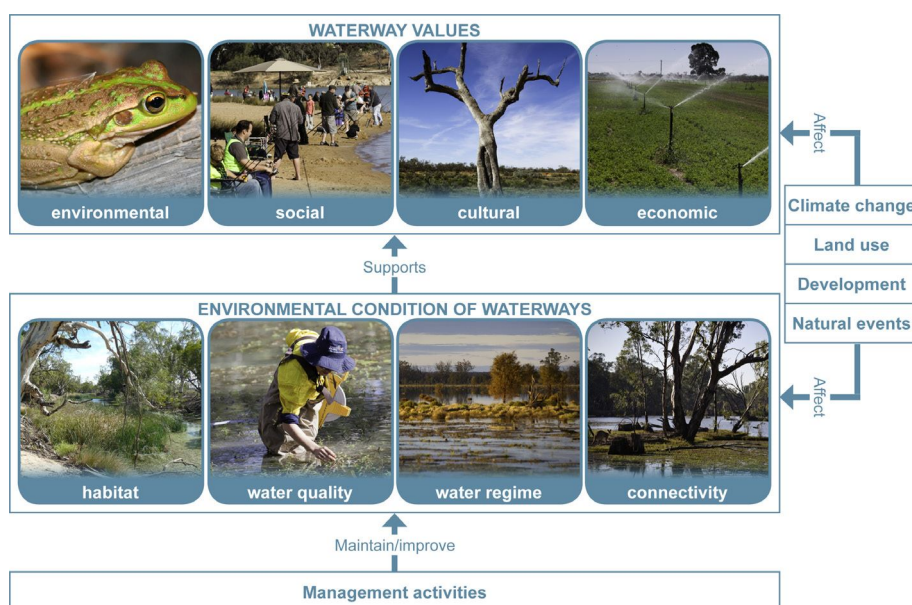 WATERWAY VALUES
environmental
social
cultural
economic
Affect
Climate change
Land use
Development
Natural events
Affect
Supports
ENVIRONMENTAL CONDITION OF WATERWAYS
habitat
water quality
water regime
connectivity
Maintain/improve
Management activities